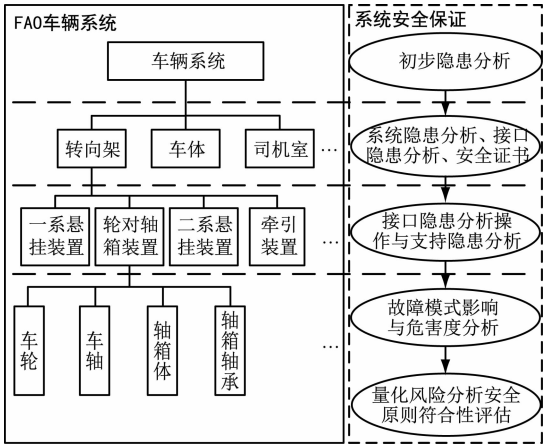 FAO车辆系统
车辆系统
转向架
车体
司机室
…
一系悬
挂装置
轮对轴
箱装置
二系悬
挂装置
牵引
装置
…
车轮
车轴
轴箱体
轴箱轴承
…
系统安全保证
初步隐患分析
系统隐患分析、接口
隐患分析、安全证书
接口隐患分析操
作与支持隐患分析
故障模式影响
与危害度分析
量化风险分析安全
原则符合性评估